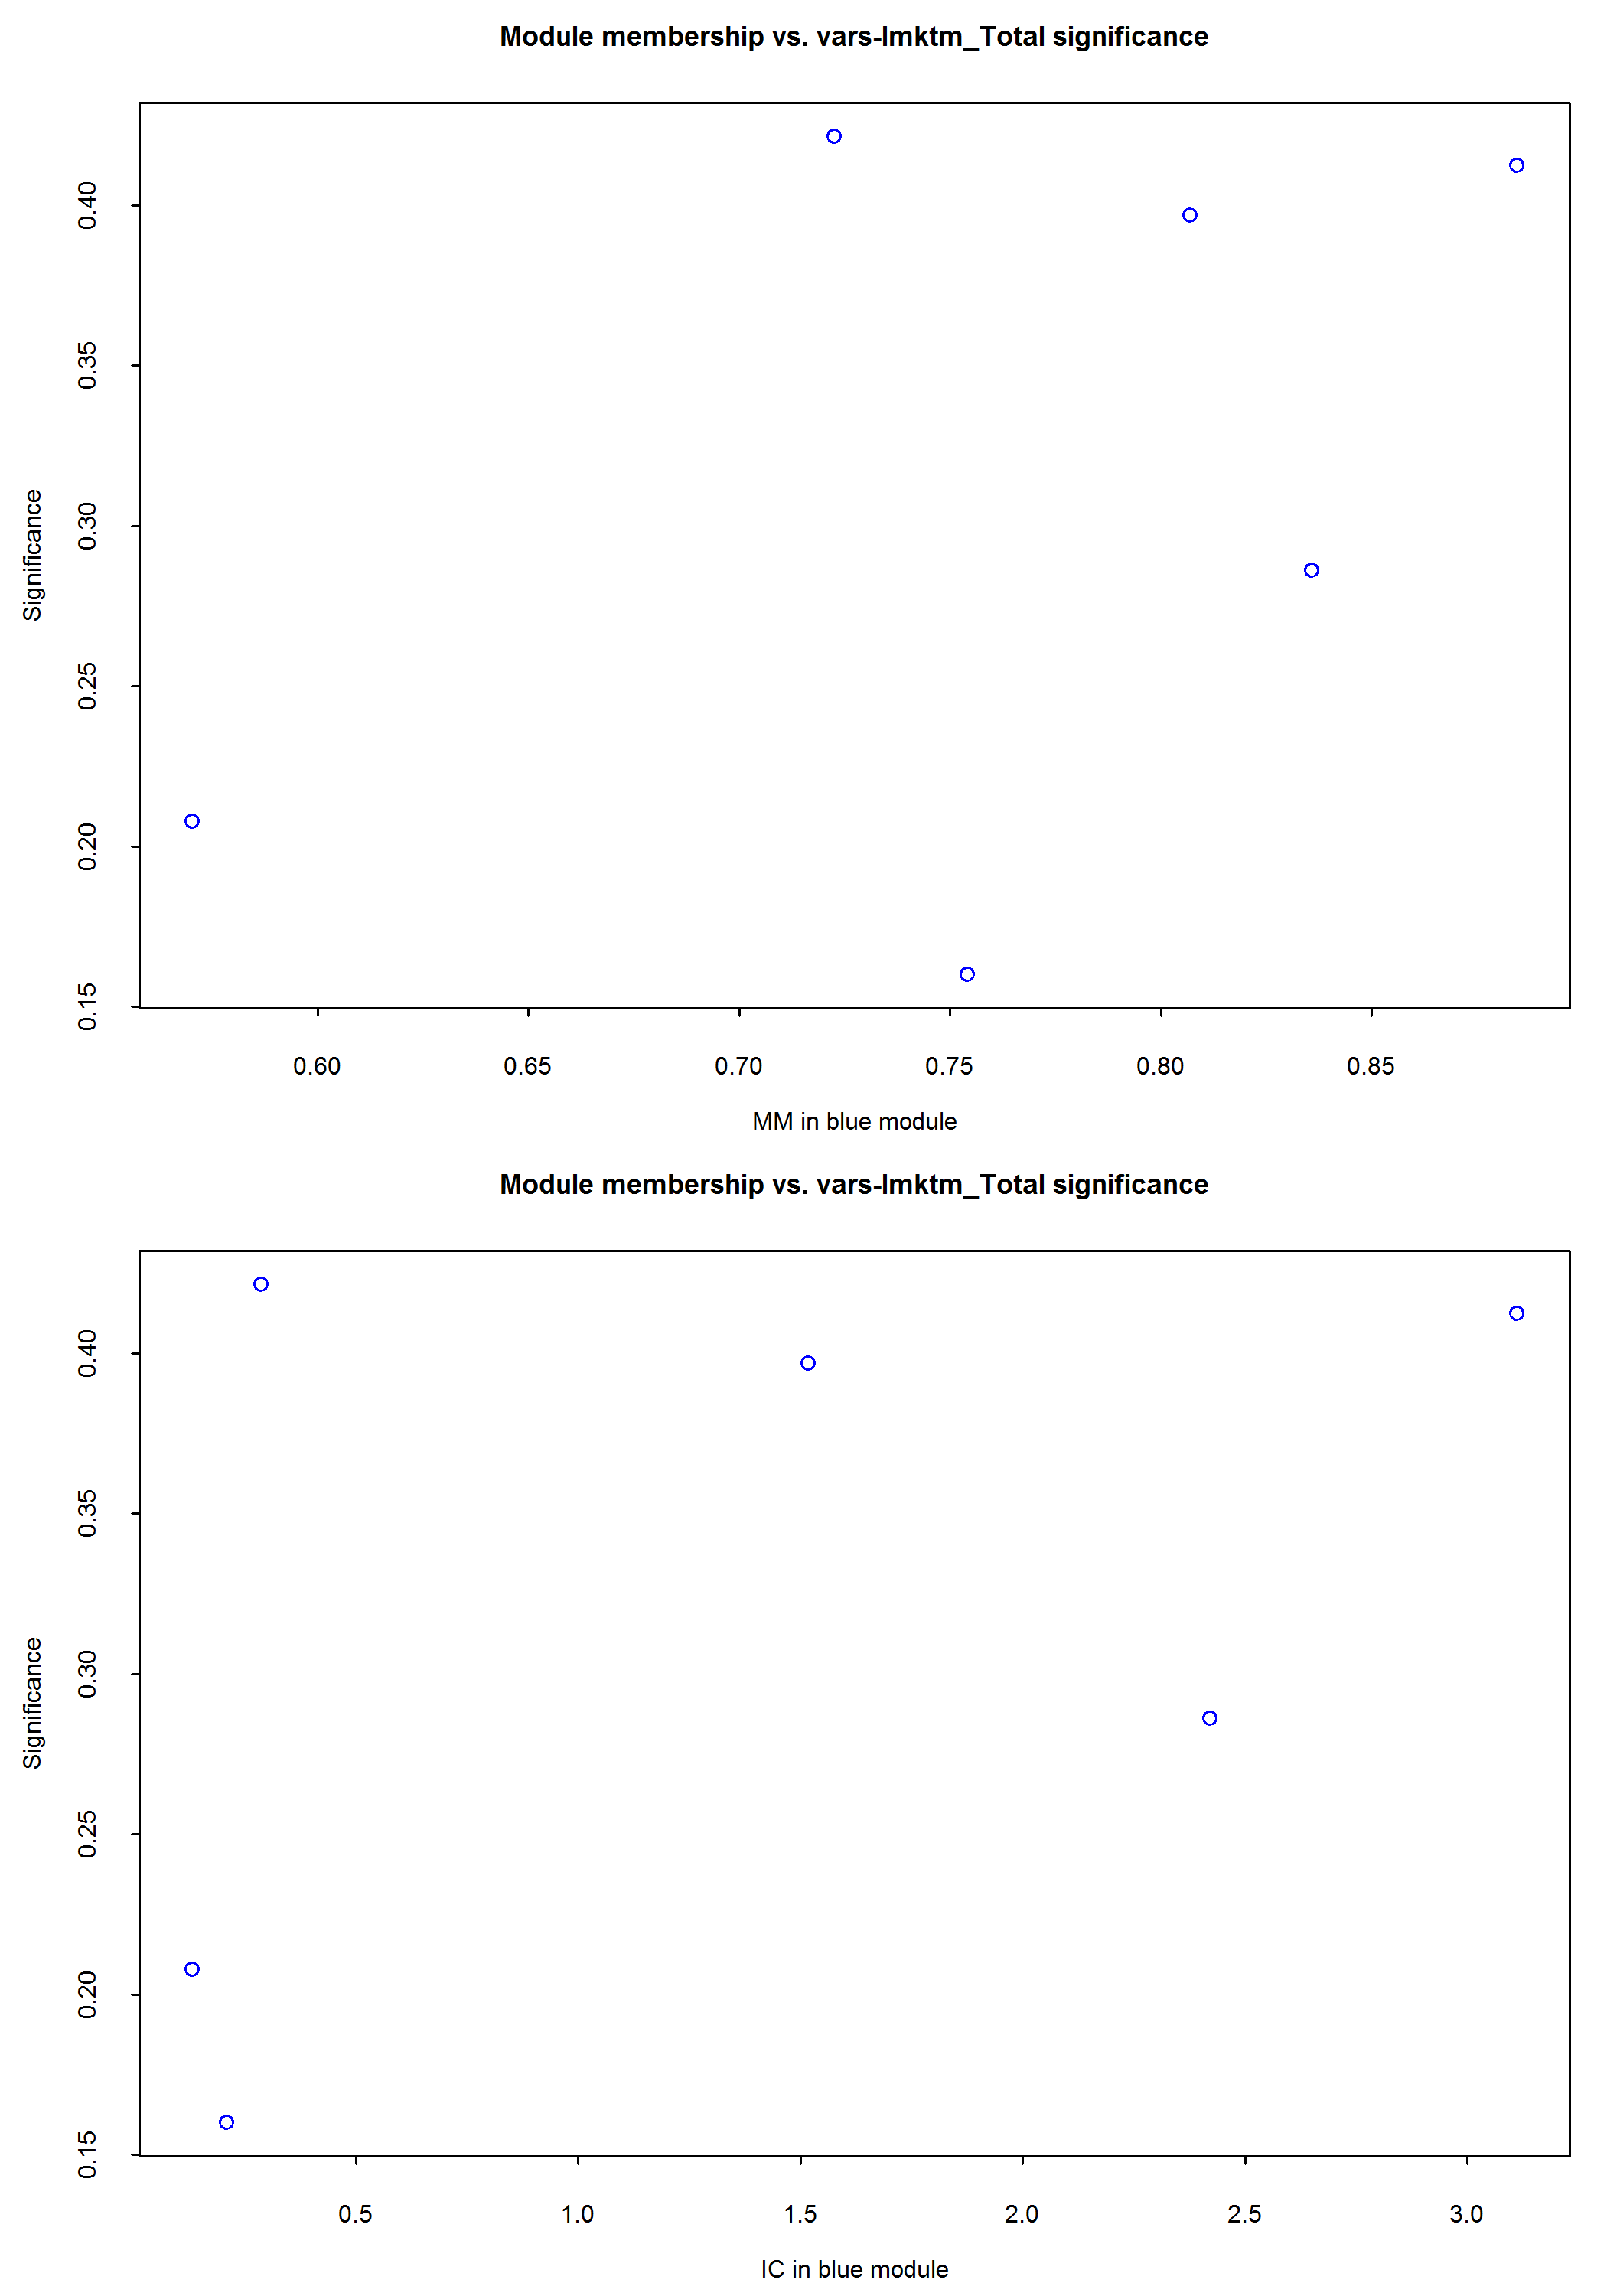 Module membership vs. vars-lmktm_Total significance
0.40
0.35
0.30
0.25
0.20
0.15
Significance
0.60 0.65 0.70 0.75 0.80 0.85
MM in blue module
Module membership vs. vars-lmktm_Total significance
0.40
0.35
0.30
0.25
0.20
0.15
Significance
0.5 1.0 1.5 2.0 2.5 3.0
IC in blue module